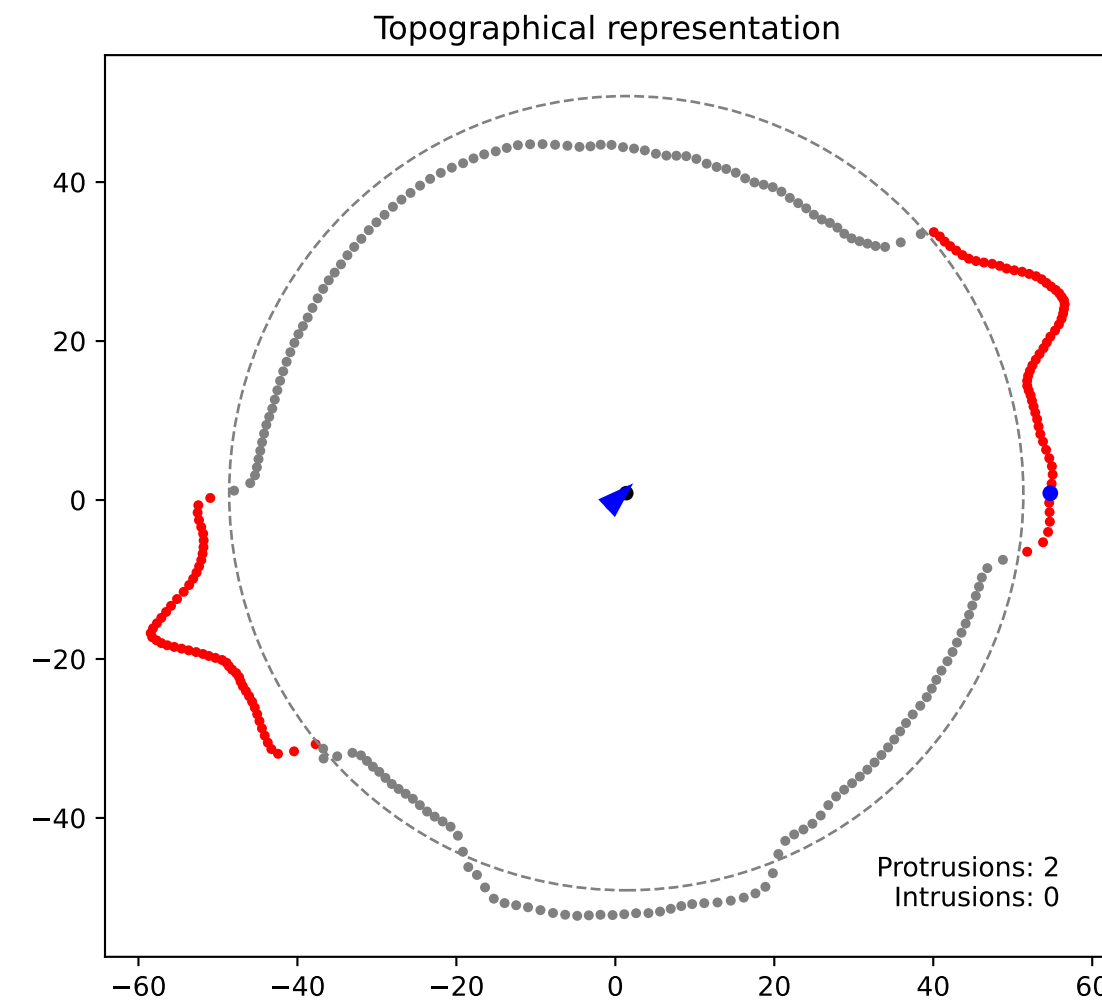 Topographical representation
40
20
0
−20
−40
Protrusions: 2
Intrusions: 0
−60 −40 −20 0 20 40 60